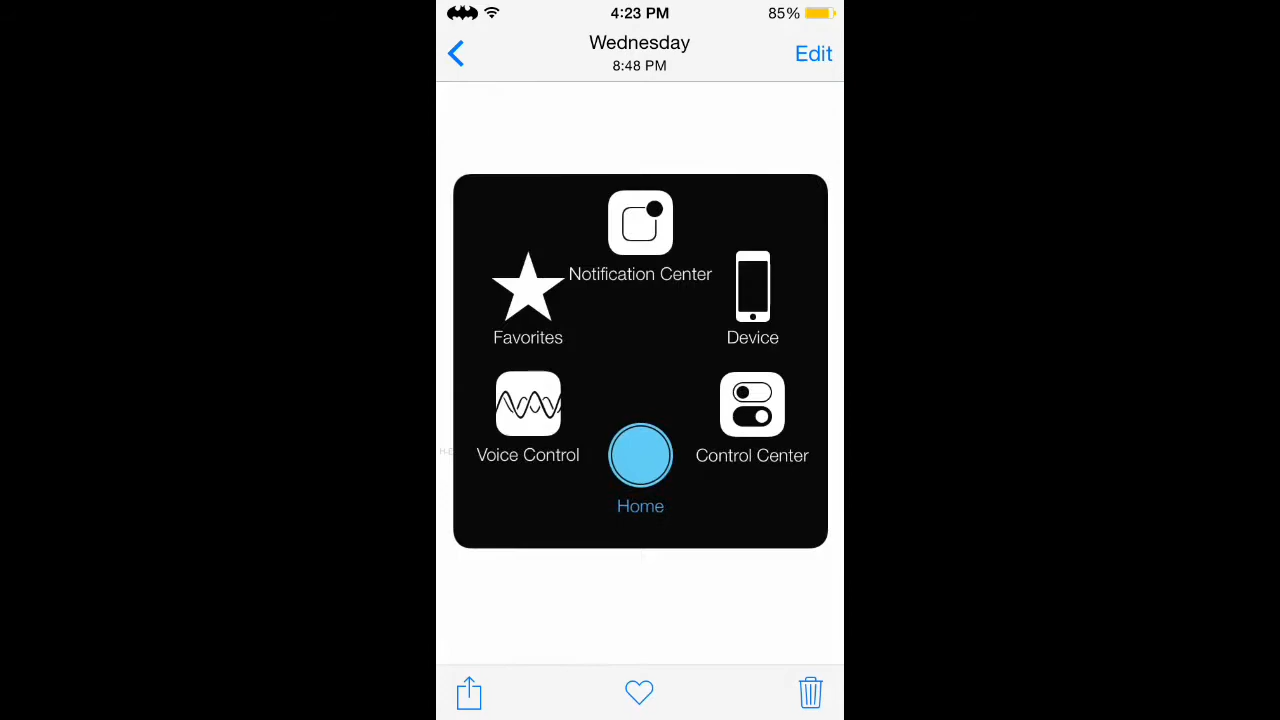 4:23 PM
85%
Wednesday
8:48 PM
Edit
Notification Center
Favorites
Device
Voice Control
Control Center
Home